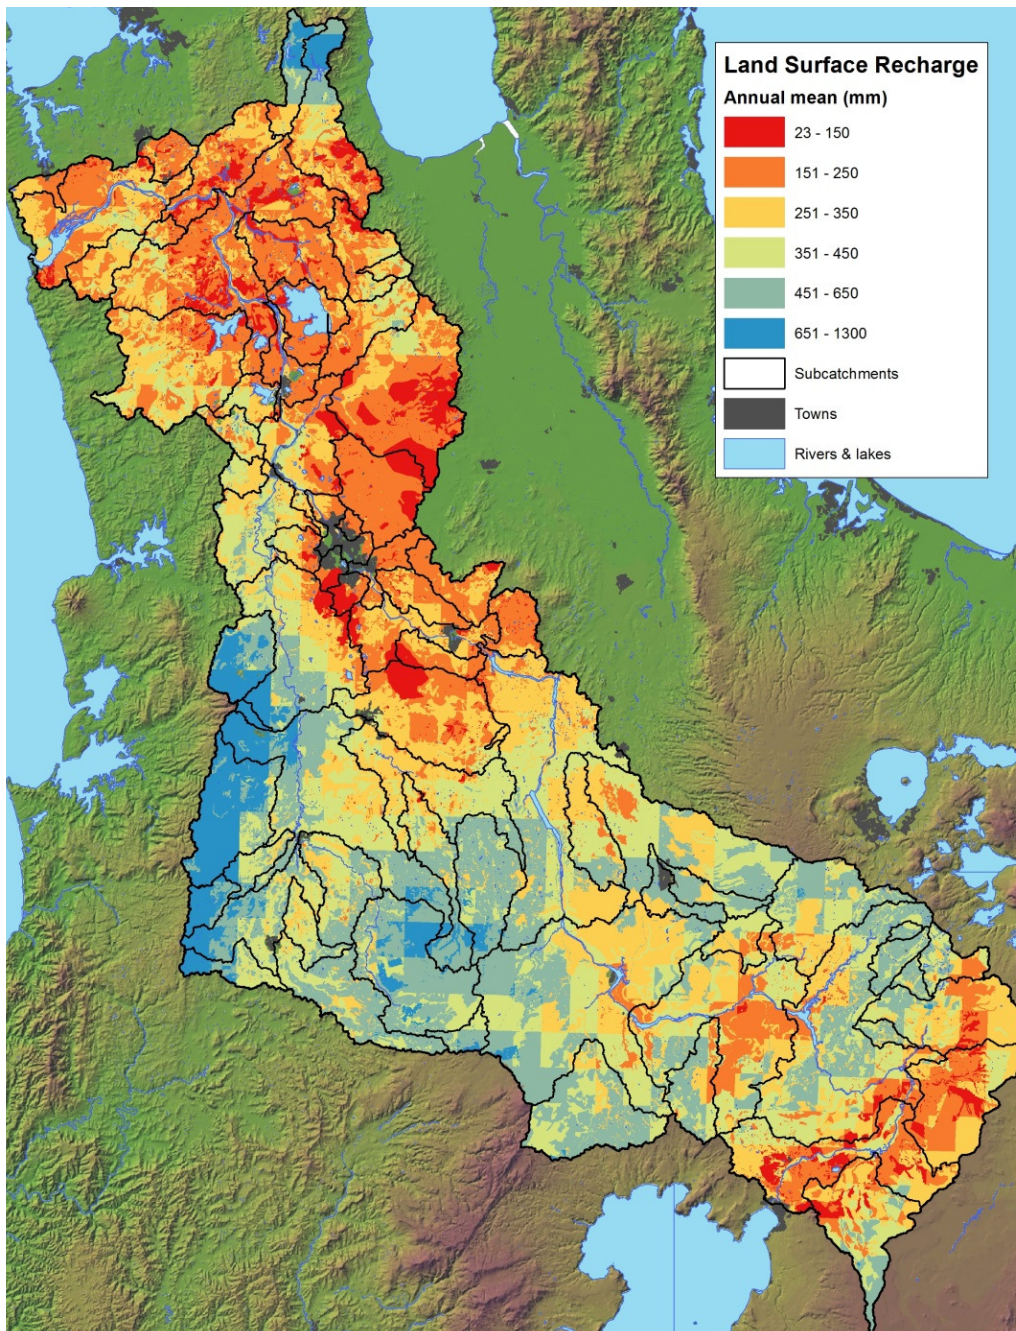 Land Surface Recharge
Annual mean (mm)
23 - 150
151 - 250
251 - 350
351 - 450
451 - 650
651 - 1300
Subcatchments
Towns
Rivers & lakes